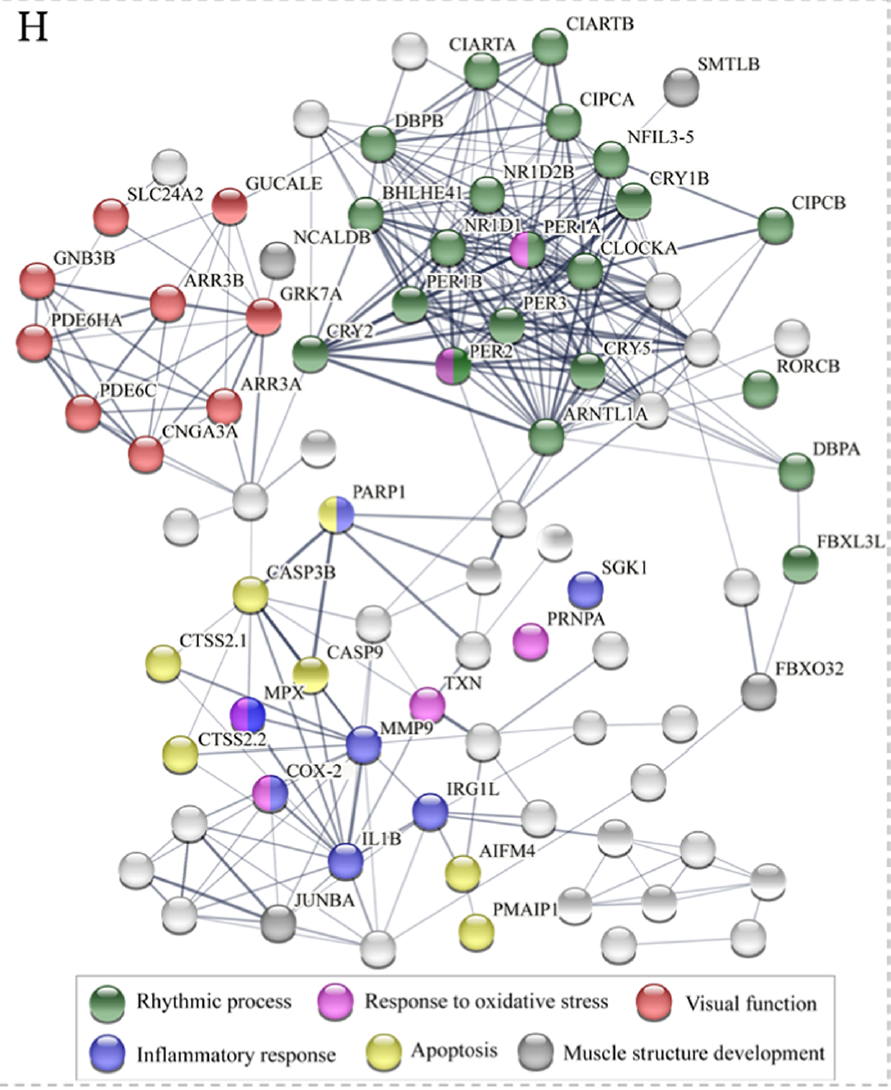 H
CIARTB
CIARTA
SMTLB
CIPCA
DBPB
NFIL3-5
NR1D2B
CRY1B
SLC24A2
GUCALE
BHLHE41
CIPCB
NR1D1
PER1A
NCALDB
CLOCKA
GNB3B
ARR3B
PER1B
GRK7A
PER3
PDE6HA
CRY2
PER2
CRY5
RORCB
PDE6C
ARR3A
ARNTL1A
CNGA3A
DBPA
PARP1
FBXL3L
CASP3B
SGK1
PRNPA
CTSS2.1
CASP9
FBXO32
TXN
MPX
MMP9
CTSS2.2
COX-2
IRG1L
IL1B
AIFM4
JUNBA
PMAIP1
Rhythmic process
Response to oxidative stress
Visual function
Inflammatory response
Apoptosis
Muscle structure development